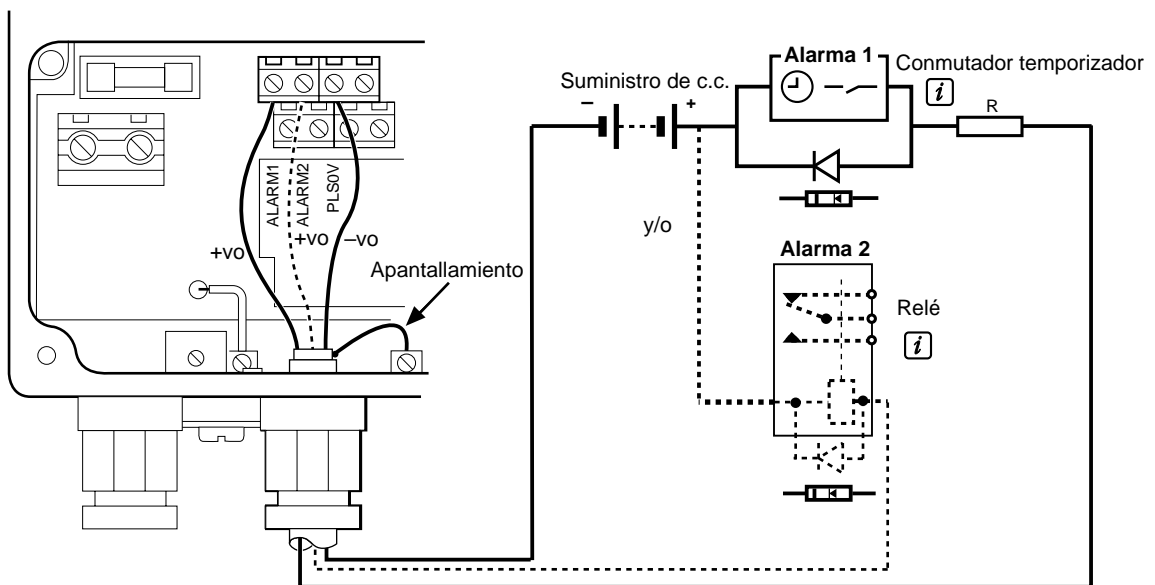 Alarma 1
Conmutador temporizador
i
Suministro de c.c.
– +
R
ALARM1
ALARM2
PLS0V
+vo
+vo
–vo
y/o
Apantallamiento
Alarma 2
Relé
i